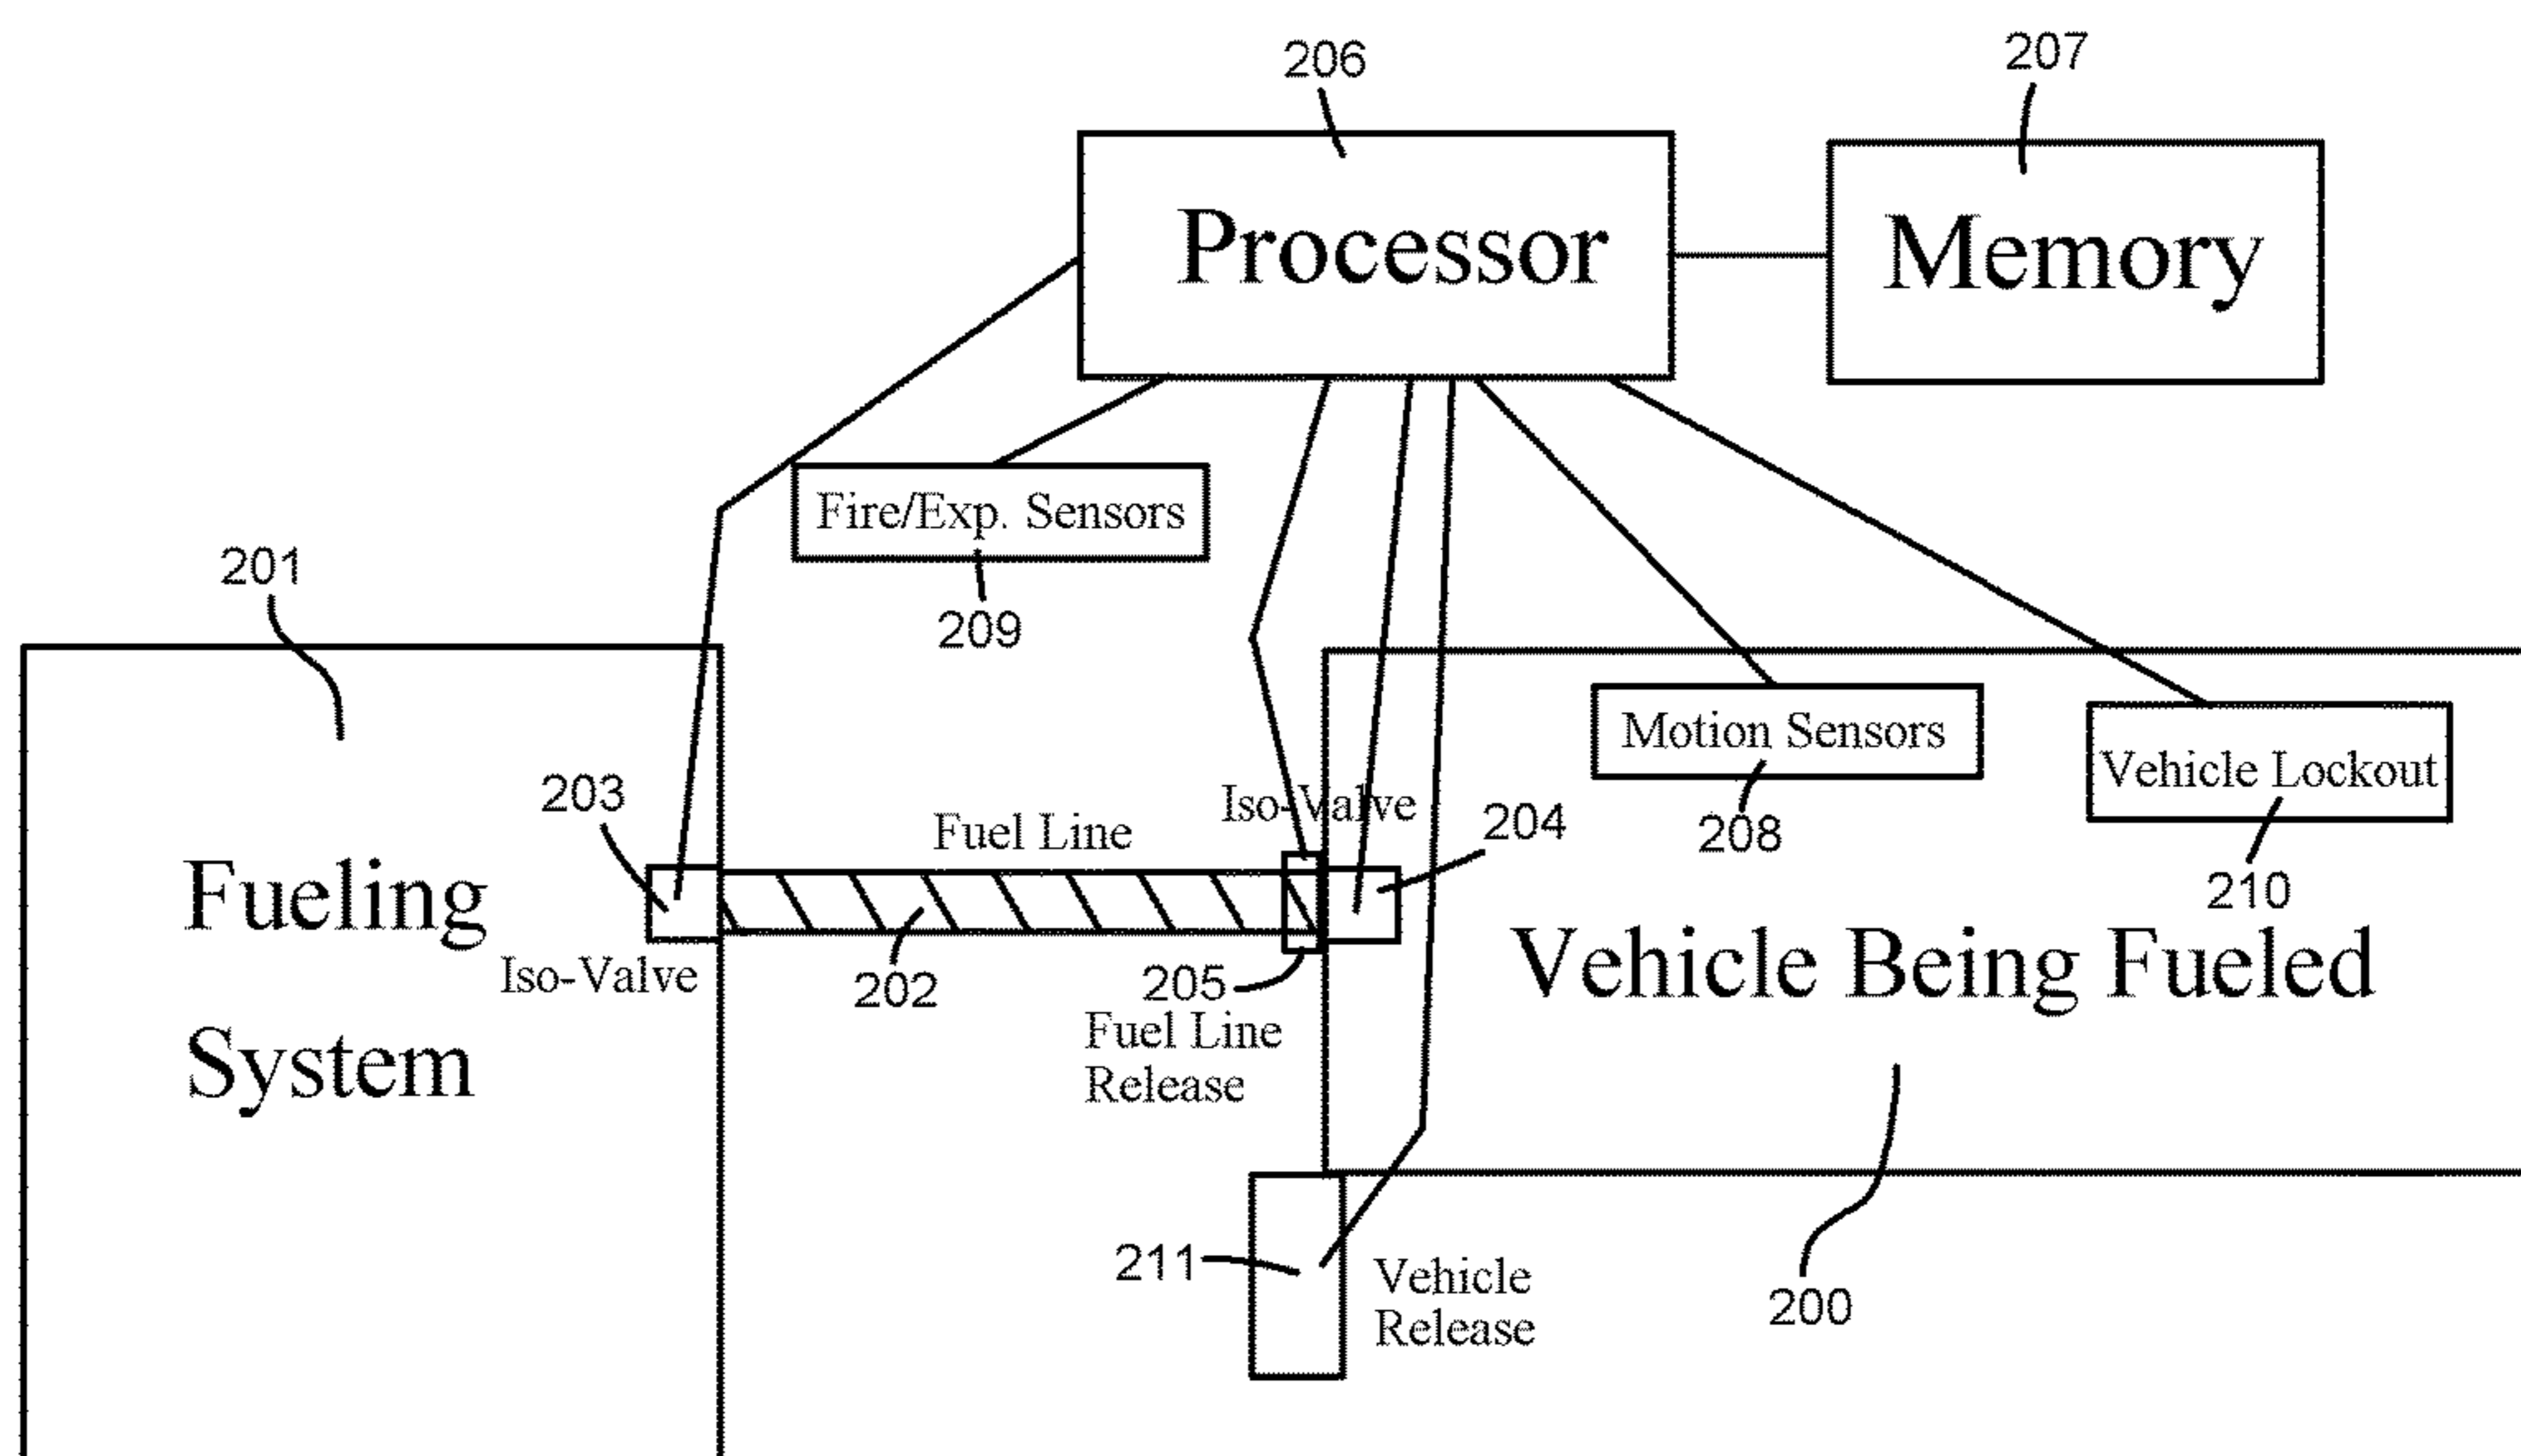 206
207
Processor
Memory
Fire/Exp. Sensors
209
201
Motion Sensors
208
Vehicle Lockout
210
203
Fuel Line
Iso-Valve
204
Fueling
System
Iso-Valve
202
205
Fuel Line
Release
Vehicle Being Fueled
211
Vehicle
Release
200